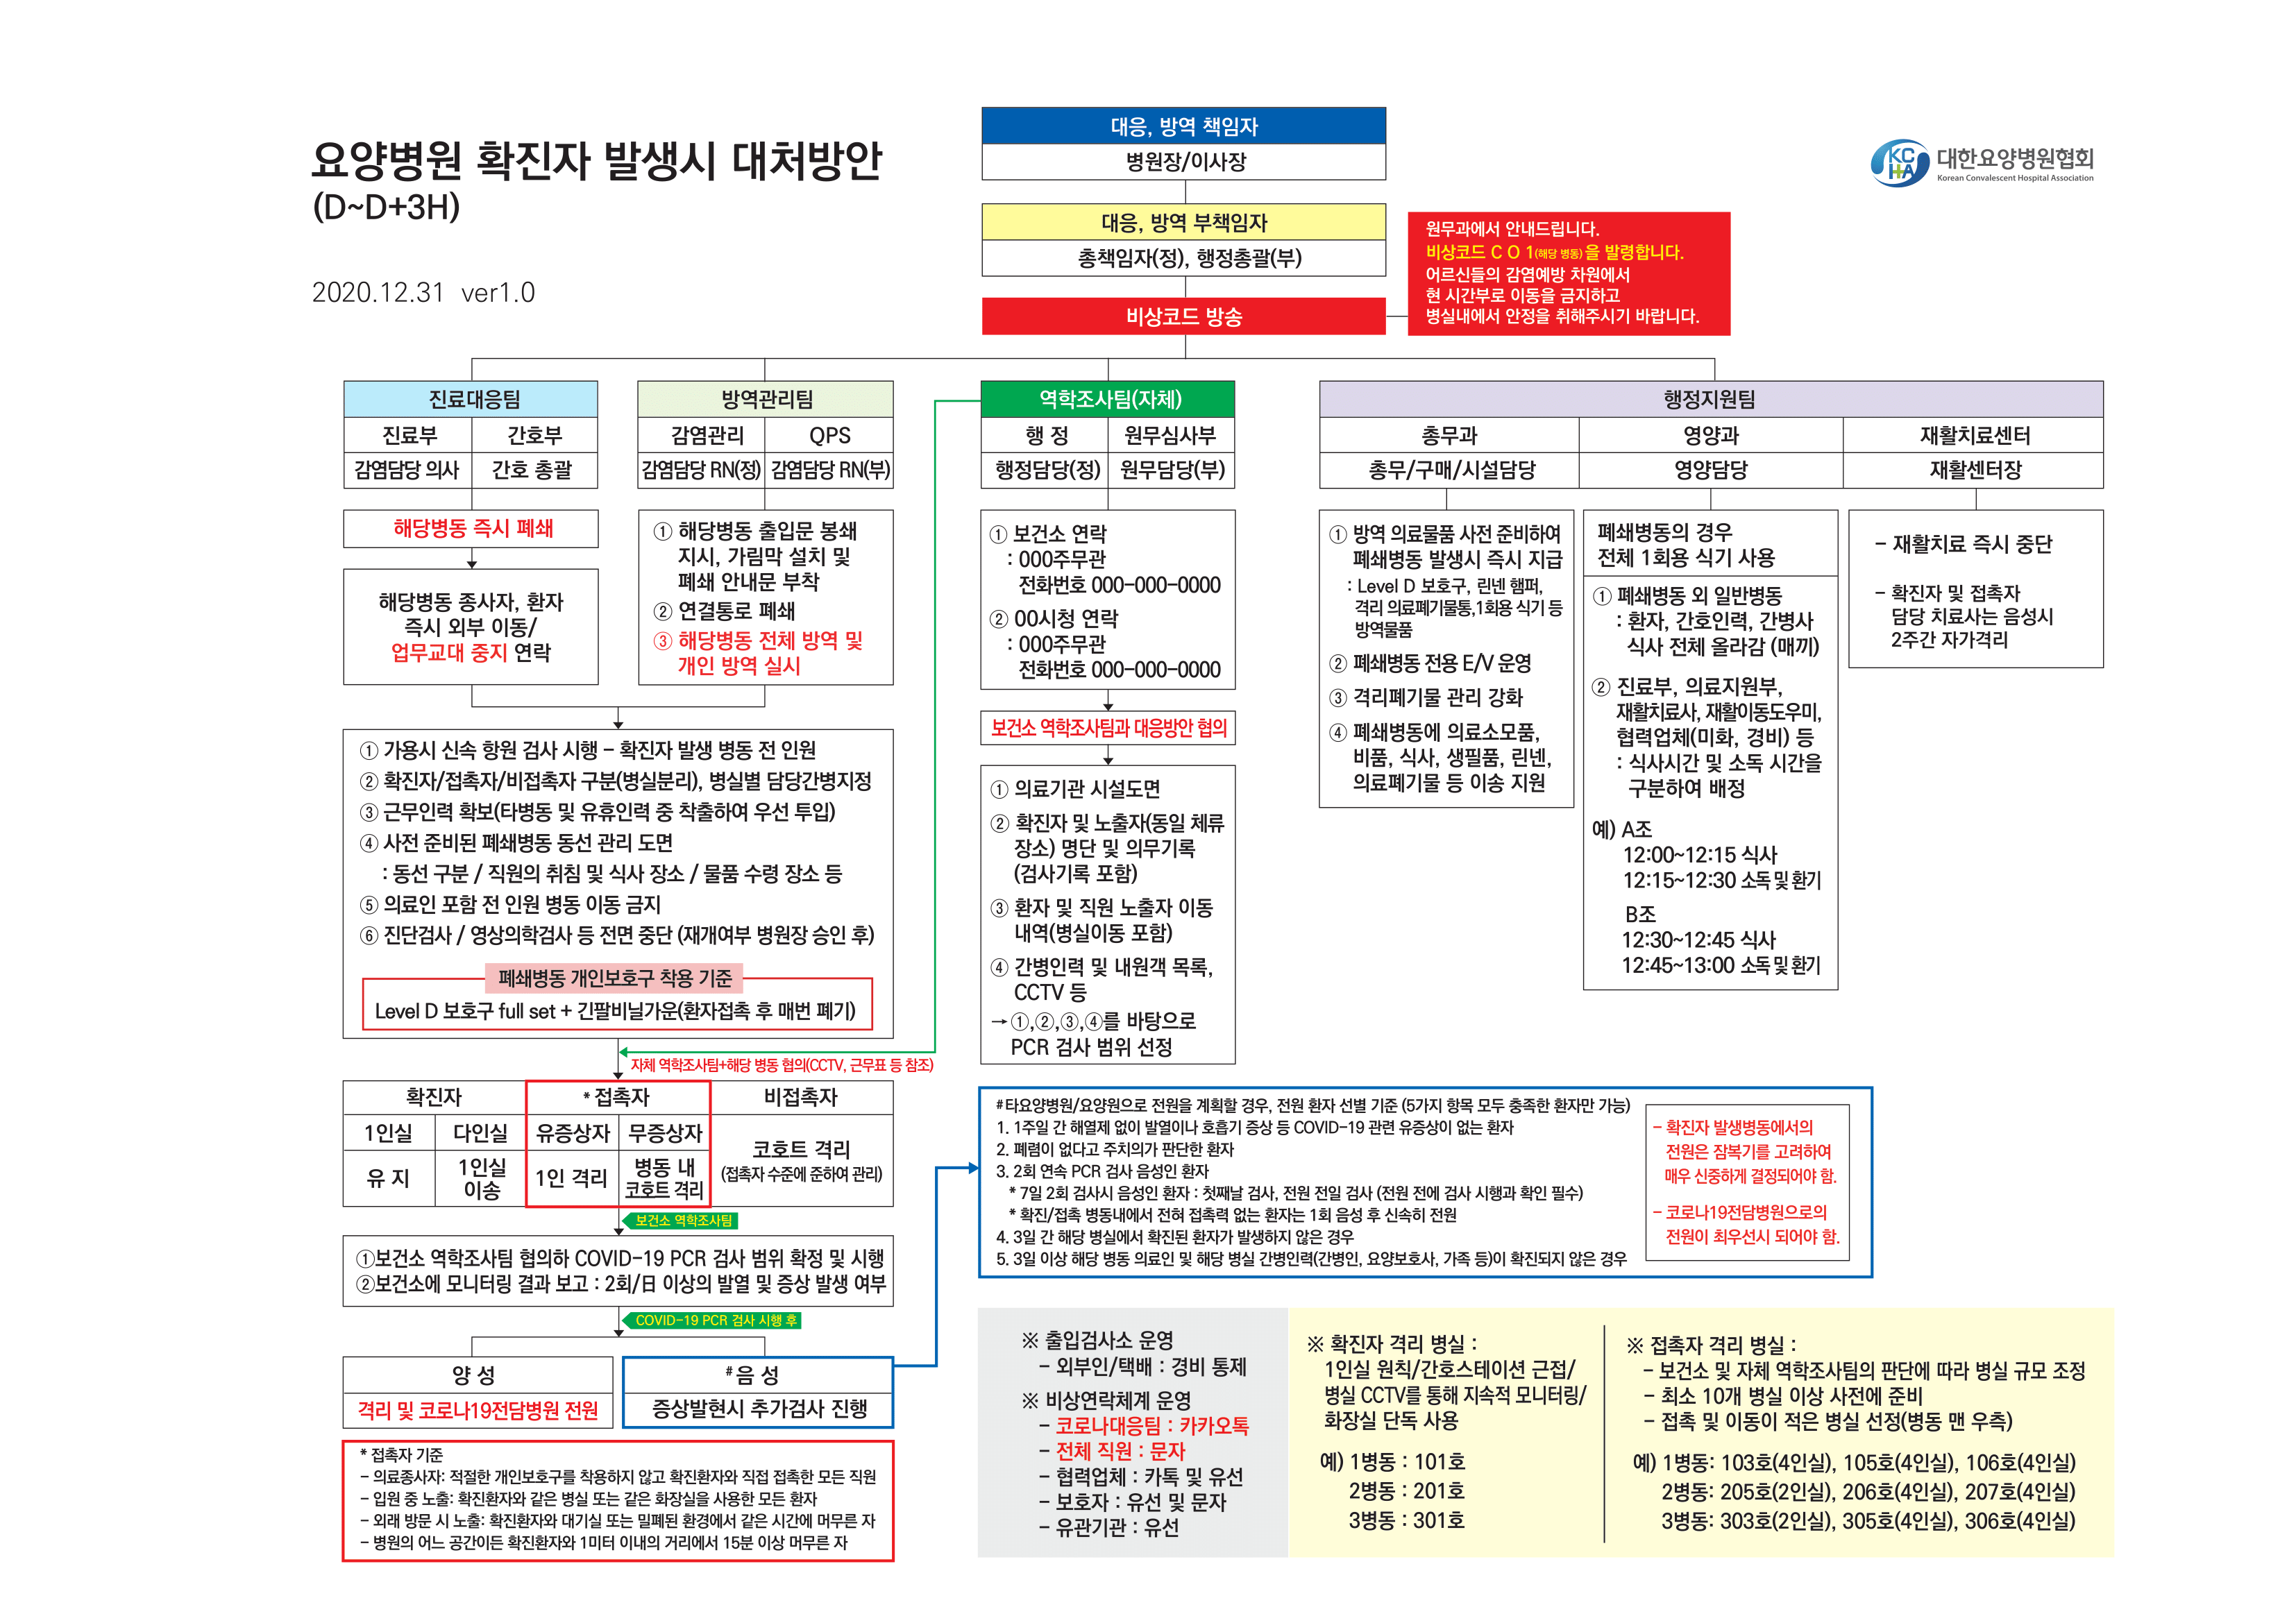 요양병원 확진자 발생시 대처방안
(D~D+3H)
2020.12.31 ver1.0
대응, 방역 책임자
병원장/이사장
대응, 방역 부책임자
총책임자(정), 행정총괄(부)
비상코드 방송
원무과에서 안내드립니다.
비상코드 C O 1(해당 병동)을 발령합니다.
어르신들의 감염예방 차원에서
현 시간부로 이동을 금지하고
병실내에서 안정을 취해주시기 바랍니다.
KC
HA
대한요양병원협회
Korean Convalescent Hospital Association
진료대응팀
진료부 간호부
감염담당 의사 간호 총괄
해당병동 즉시 폐쇄
해당병동 종사자, 환자
즉시 외부 이동/
업무교대 중지 연락
방역관리팀
감염관리 QPS
감염담당 RN(정) 감염담당 RN(부)
① 해당병동 출입문 봉쇄
지시, 가림막 설치 및
폐쇄 안내문 부착
② 연결통로 폐쇄
③ 해당병동 전체 방역 및
개인 방역 실시
① 가용시 신속 항원 검사 시행 - 확진자 발생 병동 전 인원
② 확진자/접촉자/비접촉자 구분(병실분리), 병실별 담당간병지정
③ 근무인력 확보(타병동 및 유휴인력 중 착출하여 우선 투입)
④ 사전 준비된 폐쇄병동 동선 관리 도면
: 동선 구분 / 직원의 취침 및 식사 장소 / 물품 수령 장소 등
⑤ 의료인 포함 전 인원 병동 이동 금지
⑥ 진단검사 / 영상의학검사 등 전면 중단 (재개여부 병원장 승인 후)
폐쇄병동 개인보호구 착용 기준
Level D 보호구 full set + 긴팔비닐가운(환자접촉 후 매번 폐기)
자체 역학조사팀+해당 병동 협의(CCTV, 근무표 등 참조)
확진자 *접촉자 비접촉자
1인실 다인실 유증상자 무증상자
유 지 1인실
이송
1인 격리 병동 내
코호트 격리
코호트 격리
(접촉자 수준에 준하여 관리)
보건소 역학조사팀
①보건소 역학조사팀 협의하 COVID-19 PCR 검사 범위 확정 및 시행
②보건소에 모니터링 결과 보고 : 2회/日 이상의 발열 및 증상 발생 여부
COVID-19 PCR 검사 시행 후
양 성
격리 및 코로나19전담병원 전원
#음 성
증상발현시 추가검사 진행
* 접촉자 기준
- 의료종사자: 적절한 개인보호구를 착용하지 않고 확진환자와 직접 접촉한 모든 직원
- 입원 중 노출: 확진환자와 같은 병실 또는 같은 화장실을 사용한 모든 환자
- 외래 방문 시 노출: 확진환자와 대기실 또는 밀폐된 환경에서 같은 시간에 머무른 자
- 병원의 어느 공간이든 확진환자와 1미터 이내의 거리에서 15분 이상 머무른 자
역학조사팀(자체)
행 정 원무심사부
행정담당(정) 원무담당(부)
① 보건소 연락
: 000주무관
전화번호 000-000-0000
② 00시청 연락
: 000주무관
전화번호 000-000-0000
보건소 역학조사팀과 대응방안 협의
① 의료기관 시설도면
② 확진자 및 노출자(동일 체류
장소) 명단 및 의무기록
(검사기록 포함)
③ 환자 및 직원 노출자 이동
내역(병실이동 포함)
④ 간병인력 및 내원객 목록,
CCTV 등
→①,②,③,④를 바탕으로
PCR 검사 범위 선정
행정지원팀
총무과 영양과 재활치료센터
총무/구매/시설담당 영양담당 재활센터장
① 방역 의료물품 사전 준비하여
폐쇄병동 발생시 즉시 지급
: Level D 보호구, 린넨 햄퍼,
격리 의료폐기물통,1회용 식기 등
방역물품
② 폐쇄병동 전용 E/V 운영
③ 격리폐기물 관리 강화
④ 폐쇄병동에 의료소모품,
비품, 식사, 생필품, 린넨,
의료폐기물 등 이송 지원
폐쇄병동의 경우
전체 1회용 식기 사용
① 폐쇄병동 외 일반병동
: 환자, 간호인력, 간병사
식사 전체 올라감 (매끼)
② 진료부, 의료지원부,
재활치료사, 재활이동도우미,
협력업체(미화, 경비) 등
: 식사시간 및 소독 시간을
구분하여 배정
예) A조
12:00~12:15 식사
12:15~12:30 소독 및 환기
B조
12:30~12:45 식사
12:45~13:00 소독 및 환기
- 재활치료 즉시 중단
- 확진자 및 접촉자
담당 치료사는 음성시
2주간 자가격리
#타요양병원/요양원으로 전원을 계획할 경우, 전원 환자 선별 기준 (5가지 항목 모두 충족한 환자만 가능)
1. 1주일 간 해열제 없이 발열이나 호흡기 증상 등 COVID-19 관련 유증상이 없는 환자
2. 폐렴이 없다고 주치의가 판단한 환자
3. 2회 연속 PCR 검사 음성인 환자
* 7일 2회 검사시 음성인 환자 : 첫째날 검사, 전원 전일 검사 (전원 전에 검사 시행과 확인 필수)
* 확진/접촉 병동내에서 전혀 접촉력 없는 환자는 1회 음성 후 신속히 전원
4. 3일 간 해당 병실에서 확진된 환자가 발생하지 않은 경우
5. 3일 이상 해당 병동 의료인 및 해당 병실 간병인력(간병인, 요양보호사, 가족 등)이 확진되지 않은 경우
- 확진자 발생병동에서의
전원은 잠복기를 고려하여
매우 신중하게 결정되어야 함.
- 코로나19전담병원으로의
전원이 최우선시 되어야 함.
※ 출입검사소 운영
- 외부인/택배 : 경비 통제
※ 비상연락체계 운영
- 코로나대응팀 : 카카오톡
- 전체 직원 : 문자
- 협력업체 : 카톡 및 유선
- 보호자 : 유선 및 문자
- 유관기관 : 유선
※ 확진자 격리 병실 :
1인실 원칙/간호스테이션 근접/
병실 CCTV를 통해 지속적 모니터링/
화장실 단독 사용
예) 1병동 : 101호
2병동 : 201호
3병동 : 301호
※ 접촉자 격리 병실 :
- 보건소 및 자체 역학조사팀의 판단에 따라 병실 규모 조정
- 최소 10개 병실 이상 사전에 준비
- 접촉 및 이동이 적은 병실 선정(병동 맨 우측)
예) 1병동: 103호(4인실), 105호(4인실), 106호(4인실)
2병동: 205호(2인실), 206호(4인실), 207호(4인실)
3병동: 303호(2인실), 305호(4인실), 306호(4인실)